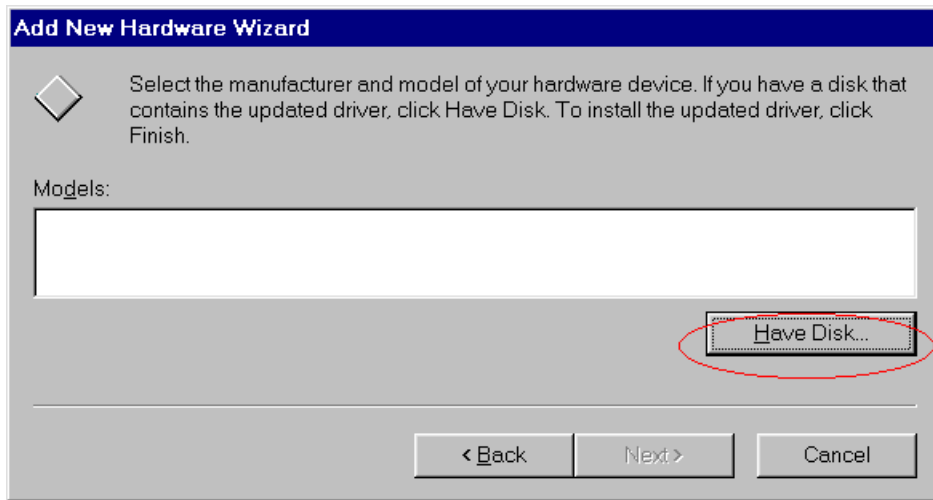 Add New Hardware Wizard
Select the manufacturer and model of your hardware device. If you have a disk that
contains the updated driver, click Have Disk. To install the updated driver, click
Finish.
Models:
Have Disk...
< Back
Next >
Cancel